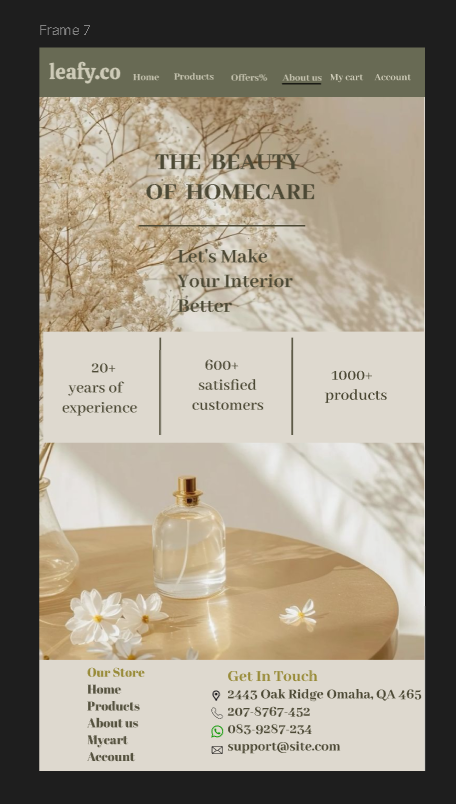 Frame 7
leafy.co Home Products Offers% About us My cart Account
THE BEAUTY
OF HOMECARE
Let's Make
Your Interior
Better
20+
years of
experience
600+
satisfied
customers
1000+
products
Our Store
Home
Products
About us
Mycart
Account
Get In Touch
2443 Oak Ridge Omaha, QA 465
207-8767-452
083-9287-234
support@site.com